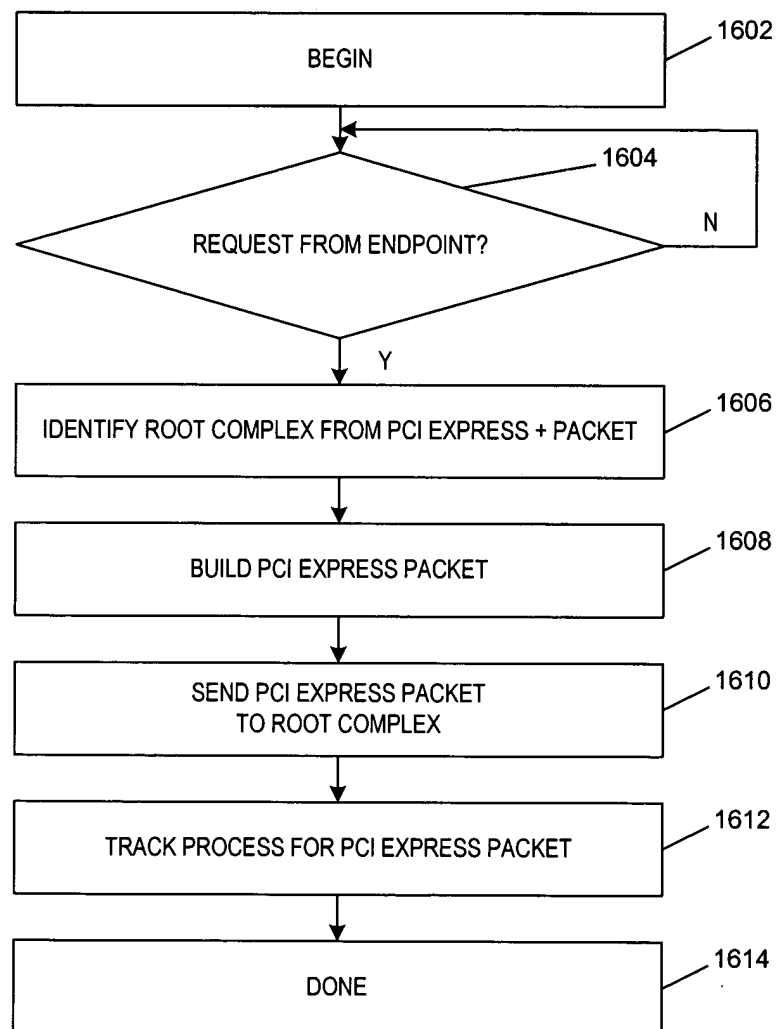 BEGIN
1602
1604
REQUEST FROM ENDPOINT?
N
Y
IDENTIFY ROOT COMPLEX FROM PCI EXPRESS + PACKET
1606
BUILD PCI EXPRESS PACKET
1608
SEND PCI EXPRESS PACKET
TO ROOT COMPLEX
1610
TRACK PROCESS FOR PCI EXPRESS PACKET
1612
DONE
1614